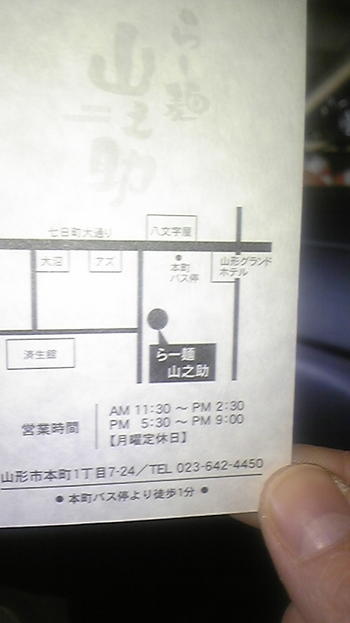 らー麺
山之助
七日町大通り
八文字屋
大沼
アズ
本町
バス停
山形グランド
ホテル
済生館
らー麺
山之助
営業時間
AM 11:30 〜 PM 2:30
PM 5:30 〜 PM 9:00
【月曜定休日】
山形市本町1丁目7-24／TEL 023-642-4450
● 本町バス停より徒歩1分 ●